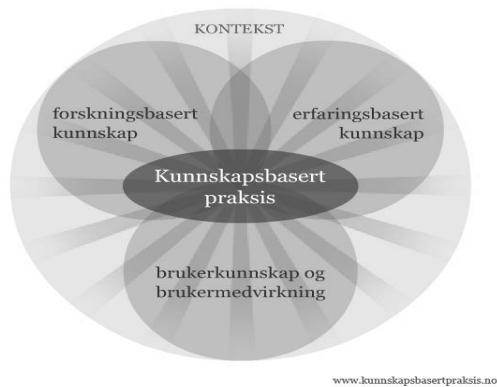 KONTEKST
forskningsbasert
kunnskap
erfaringsbasert
kunnskap
Kunnskapsbasert
praksis
brukerkunnskap og
brukermedvirkning
www.kunnskapsbasertpraksis.no